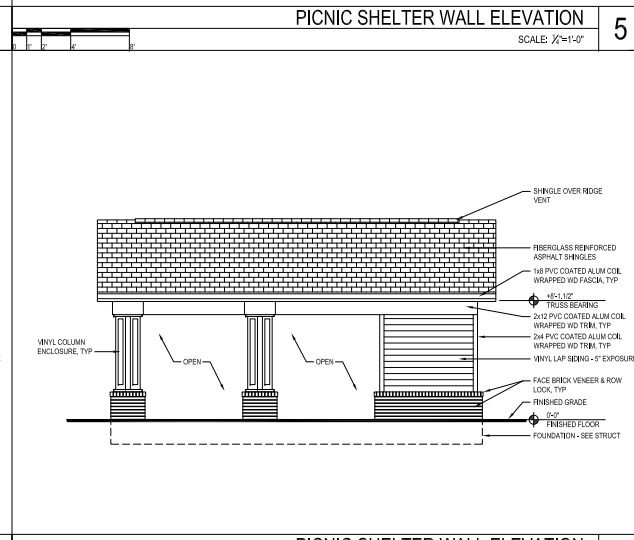 PICNIC SHELTER WALL ELEVATION
5
SCALE: 1/4"=1'-0"
0 1' 2' 4' 8'
SHINGLE OVER RIDGE
VENT
FIBERGLASS REINFORCED
ASPHALT SHINGLES
1x8 PVC COATED ALUM COIL
WRAPPED WD FASCIA, TYP
+8'-1.1/2"
TRUSS BEARING
2x12 PVC COATED ALUM COIL
WRAPPED WD TRIM, TYP
2x4 PVC COATED ALUM COIL
WRAPPED WD TRIM, TYP
VINYL LAP SIDING - 5" EXPOSURE
VINYL COLUMN
ENCLOSURE, TYP
OPEN
OPEN
FACE BRICK VENEER & ROW
LOCK, TYP
FINISHED GRADE
0'-0"
FINISHED FLOOR
FOUNDATION - SEE STRUCT
PICNIC SHELTER WALL ELEVATION